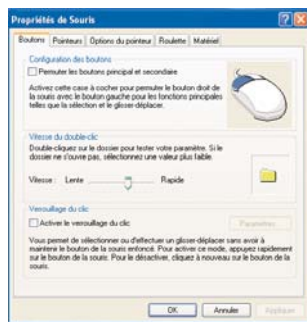 Propriétés de Souris
Boutons Pointeurs Options du pointeur Roulette Matériel
Configuration des boutons
Permuter les boutons principal et secondaire
Activez cette case à cocher pour permuter le bouton droit de
la souris avec le bouton gauche pour les fonctions principales
telles que la sélection et le glisser-déplacer.
Vitesse du double-clic
Double-cliquez sur le dossier pour tester votre paramètre. Si le
dossier ne s'ouvre pas, sélectionnez une valeur plus faible.
Vitesse : Lente Rapide
Verrouillage du clic
Activer le verrouillage du clic Paramètres
Vous permet de sélectionner ou d'effectuer un glisser-déplacer sans avoir à
maintenir le bouton de la souris enfoncé. Pour activer ce mode, appuyez rapidement
sur le bouton de la souris. Pour le désactiver, cliquez à nouveau sur le bouton de la
souris.
OK Annuler Appliquer